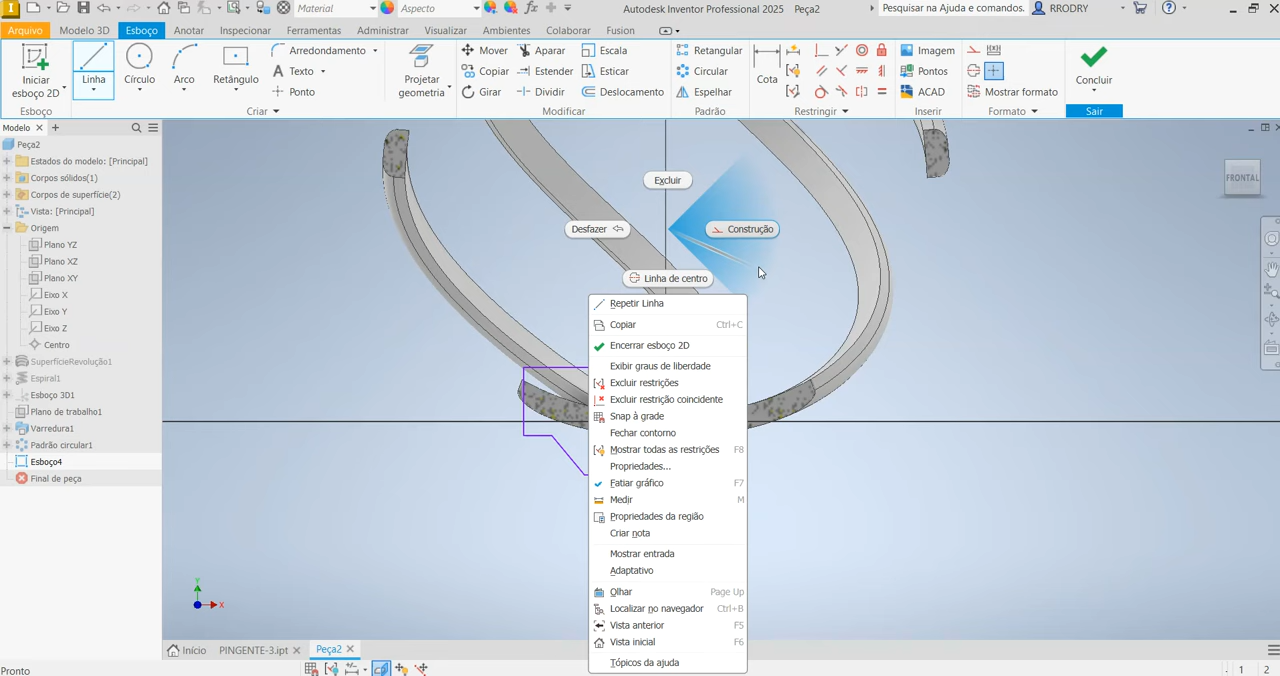 Material
Aspecto
Autodesk Inventor Professional 2025 Peça2
Pesquisar na Ajuda e comandos.
RRODRY
Arquivo
Modelo 3D
Esboço
Anotar
Inspecionar
Ferramentas
Administrar
Visualizar
Ambientes
Colaborar
Fusion
Iniciar
esboço 2D
Linha
Círculo
Arco
Retângulo
Arredondamento
Texto
Ponto
Projetar
geometria
Mover
Copiar
Girar
Aparar
Estender
Dividir
Escala
Esticar
Deslocamento
Retangular
Circular
Espelhar
Cota
Imagem
Pontos
ACAD
Mostrar formato
Concluir
Esboço
Criar
Modificar
Padrão
Restringir
Inserir
Formato
Sair
Modelo
Peça2
Estados do modelo: [Principal]
Corpos sólidos(1)
Corpos de superfície(2)
Vista: [Principal]
Origem
Plano YZ
Plano XZ
Plano XY
Eixo X
Eixo Y
Eixo Z
Centro
SuperfícieRevolução1
Espiral1
Esboço 3D1
Plano de trabalho1
Varredura1
Padrão circular1
Esboço4
Final de peça
FRONTAL
Excluir
Desfazer
Construção
Linha de centro
Repetir Linha
Copiar Ctrl+C
Encerrar esboço 2D
Exibir graus de liberdade
Excluir restrições
Excluir restrição coincidente
Snap à grade
Fechar contorno
Mostrar todas as restrições F8
Propriedades...
Fatiar gráfico F7
Medir M
Propriedades da região
Criar nota
Mostrar entrada
Adaptativo
Olhar Page Up
Localizar no navegador Ctrl+B
Vista anterior F5
Vista inicial F6
Tópicos da ajuda
Y
X
Início
PINGENTE-3.ipt
Peça2
Pronto
1
2